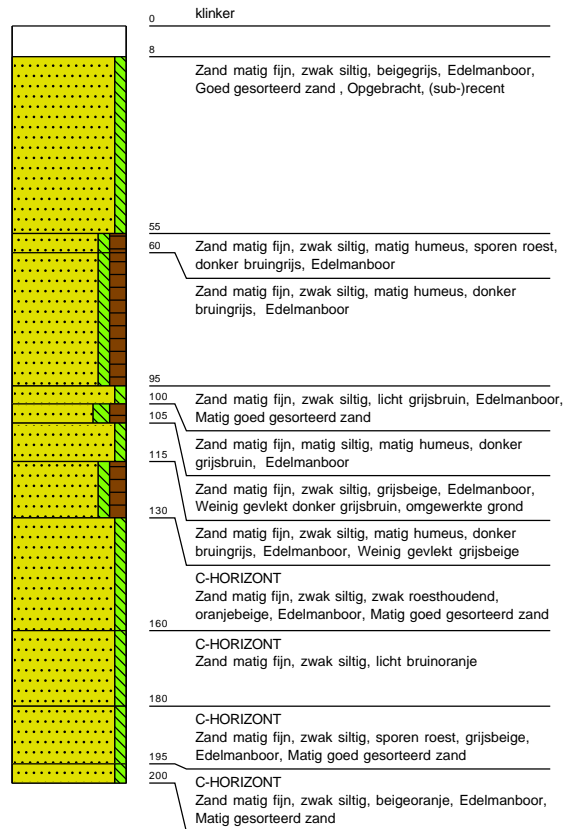 0
klinker
8
Zand matig fijn, zwak siltig, beigegrijs, Edelmanboor,
Goed gesorteerd zand , Opgebracht, (sub-)recent
55
Zand matig fijn, zwak siltig, matig humeus, sporen roest,
donker bruingrijs, Edelmanboor
60
Zand matig fijn, zwak siltig, matig humeus, donker
bruingrijs, Edelmanboor
95
Zand matig fijn, zwak siltig, licht grijsbruin, Edelmanboor,
Matig goed gesorteerd zand
100
Zand matig fijn, matig siltig, matig humeus, donker
grijsbruin, Edelmanboor
105
Zand matig fijn, zwak siltig, grijsbeige, Edelmanboor,
Weinig gevlekt donker grijsbruin, omgewerkte grond
115
Zand matig fijn, zwak siltig, matig humeus, donker
bruingrijs, Edelmanboor, Weinig gevlekt grijsbeige
130
C-HORIZONT
Zand matig fijn, zwak siltig, zwak roesthoudend,
oranjebeige, Edelmanboor, Matig goed gesorteerd zand
160
C-HORIZONT
Zand matig fijn, zwak siltig, licht bruinoranje
180
C-HORIZONT
Zand matig fijn, zwak siltig, sporen roest, grijsbeige,
Edelmanboor, Matig goed gesorteerd zand
195
C-HORIZONT
Zand matig fijn, zwak siltig, beigeoranje, Edelmanboor,
Matig gesorteerd zand
200